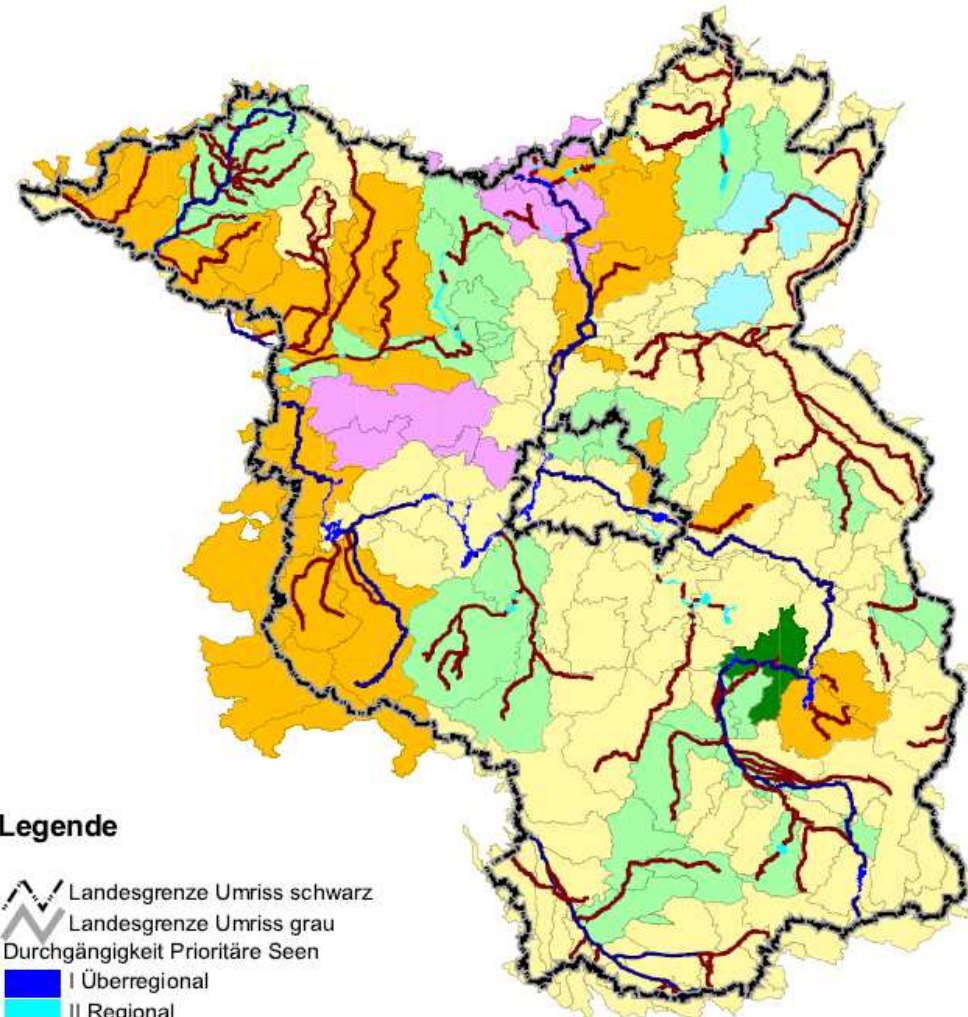 Legende
Landesgrenze Umriss schwarz
Landesgrenze Umriss grau
Durchgängigkeit Prioritäre Seen
I Überregional
II Regional